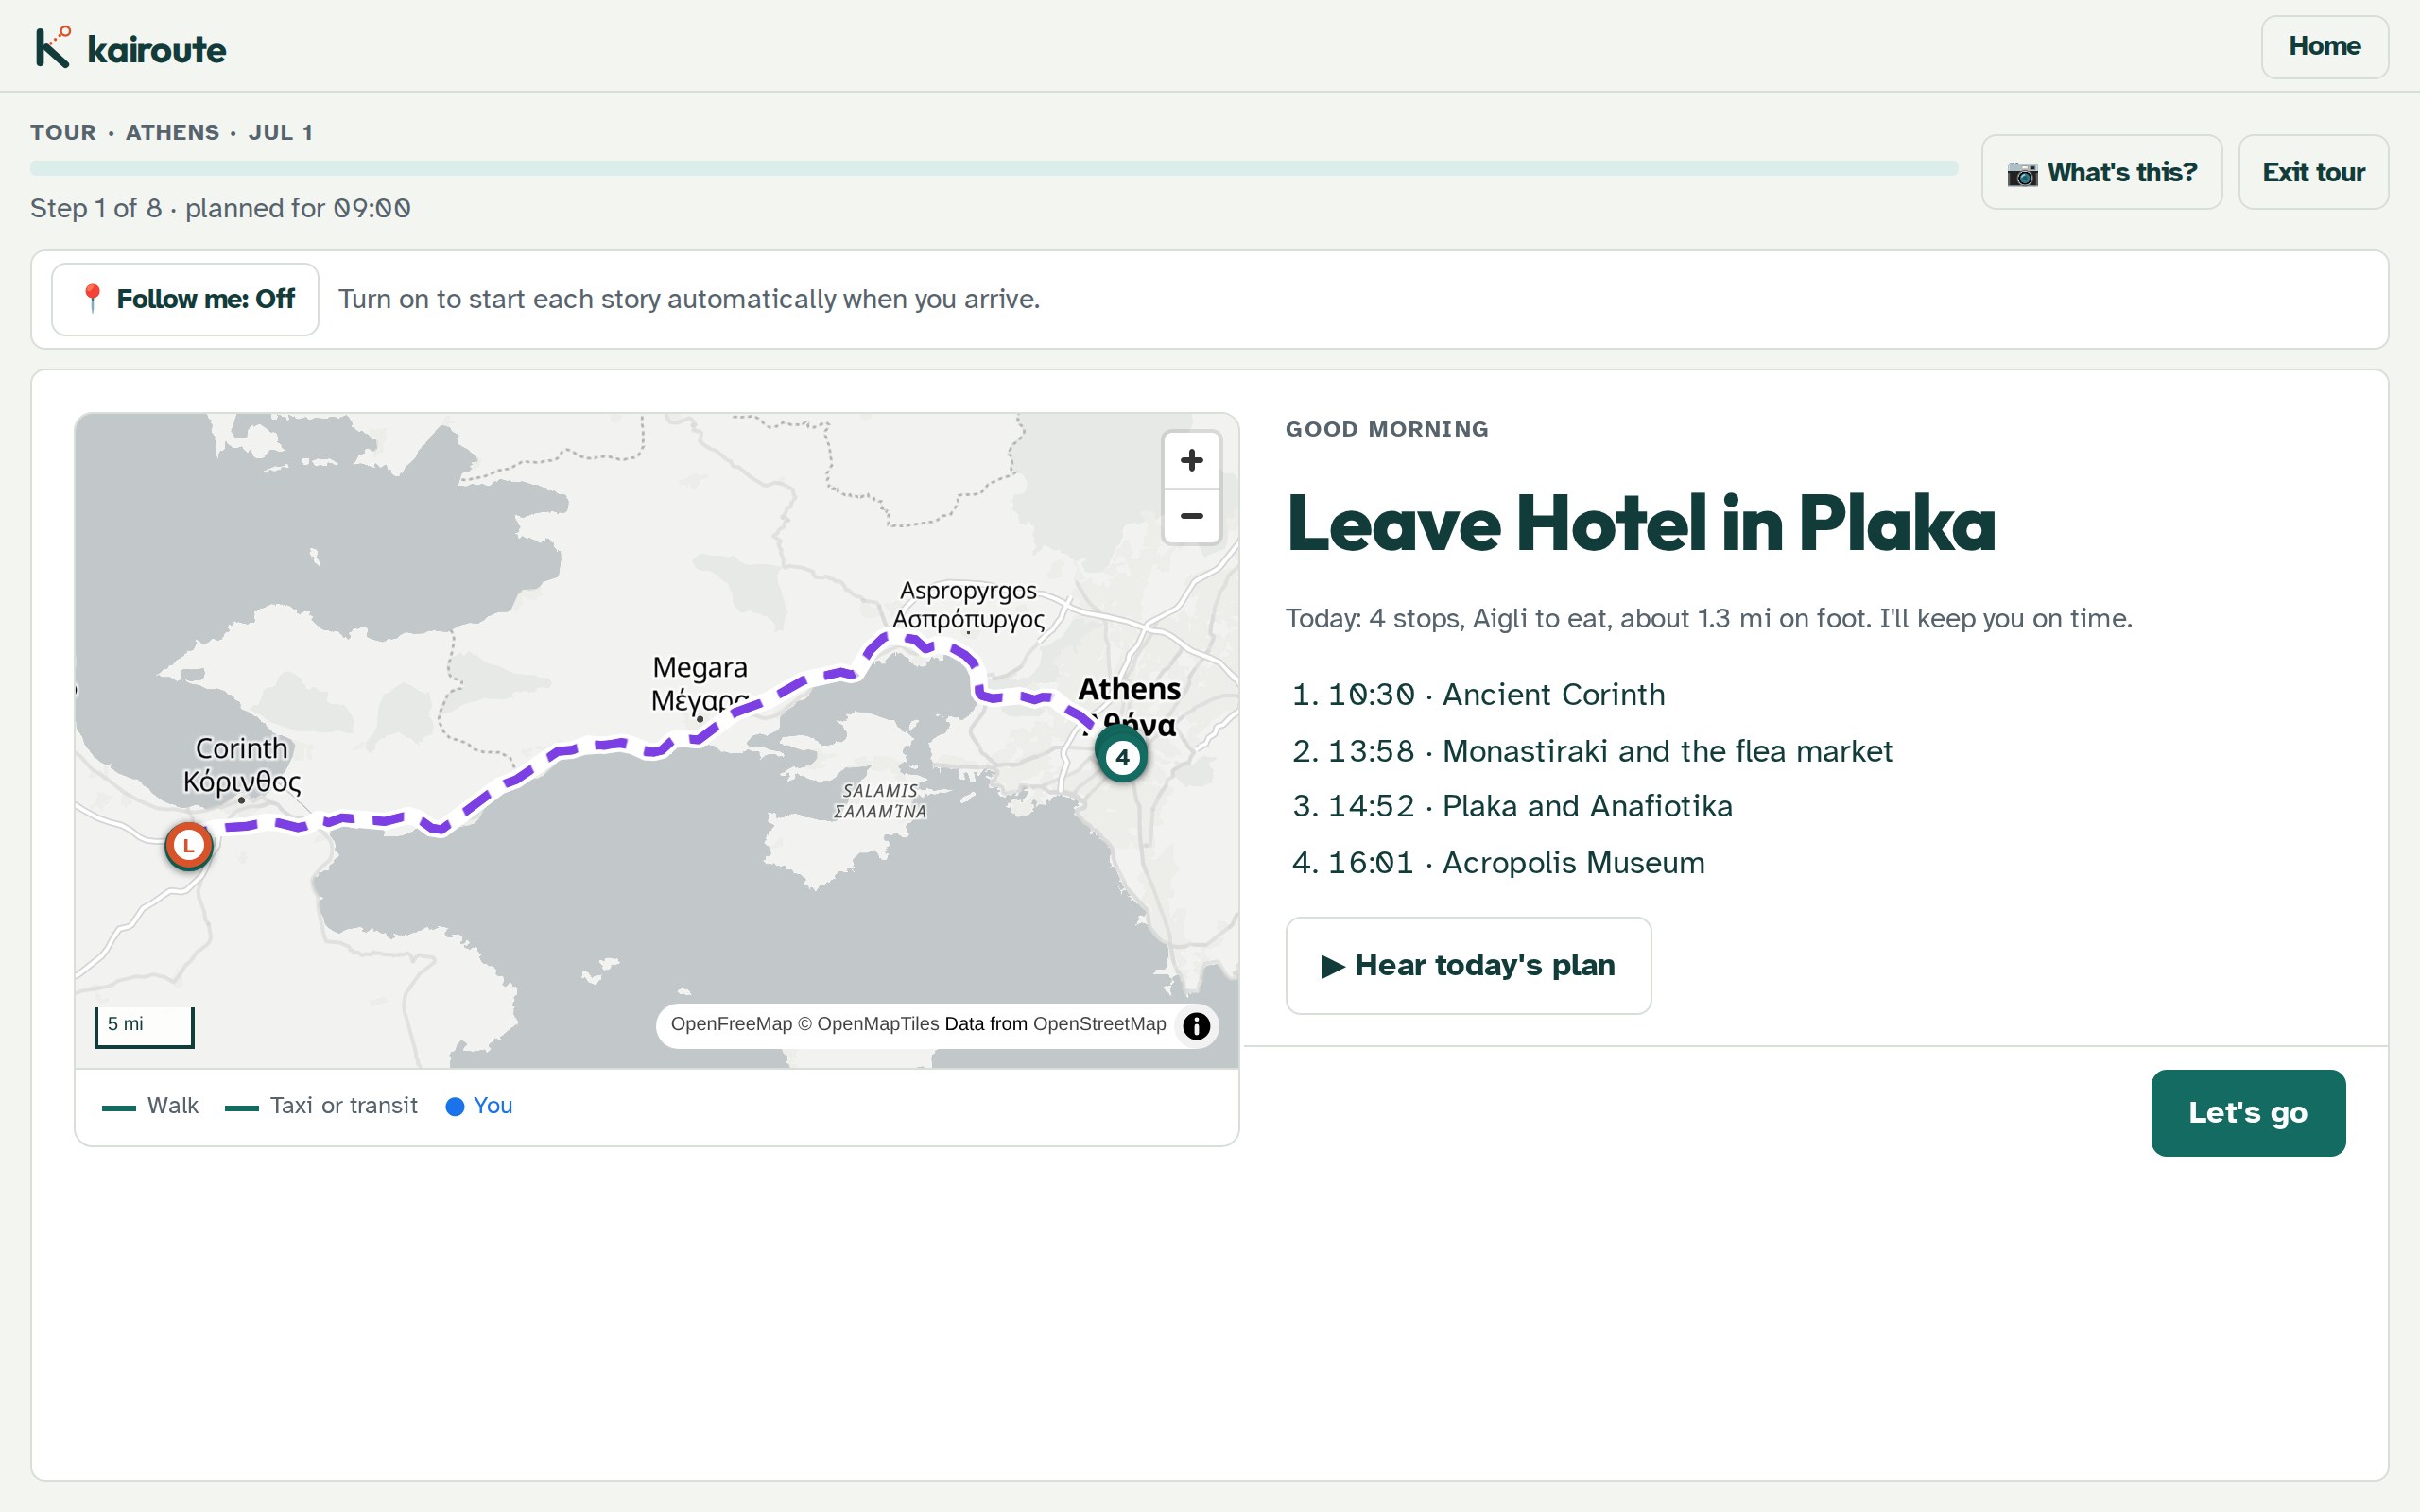 kairoute
Home
TOUR · ATHENS · JUL 1
Step 1 of 8 · planned for 09:00
📷 What's this?
Exit tour
📍 Follow me: Off
Turn on to start each story automatically when you arrive.
+
−
Aspropyrgos
Ασπρόπυργος
Megara
Athens
Corinth
Κόρινθος
SALAMIS
ΣΑΛΑΜΊΝΑ
4
L
5 mi
OpenFreeMap © OpenMapTiles Data from OpenStreetMap
Walk
Taxi or transit
You
GOOD MORNING
Leave Hotel in Plaka
Today: 4 stops, Aigli to eat, about 1.3 mi on foot. I'll keep you on time.
1. 10:30 · Ancient Corinth
2. 13:58 · Monastiraki and the flea market
3. 14:52 · Plaka and Anafiotika
4. 16:01 · Acropolis Museum
▶ Hear today's plan
Let's go